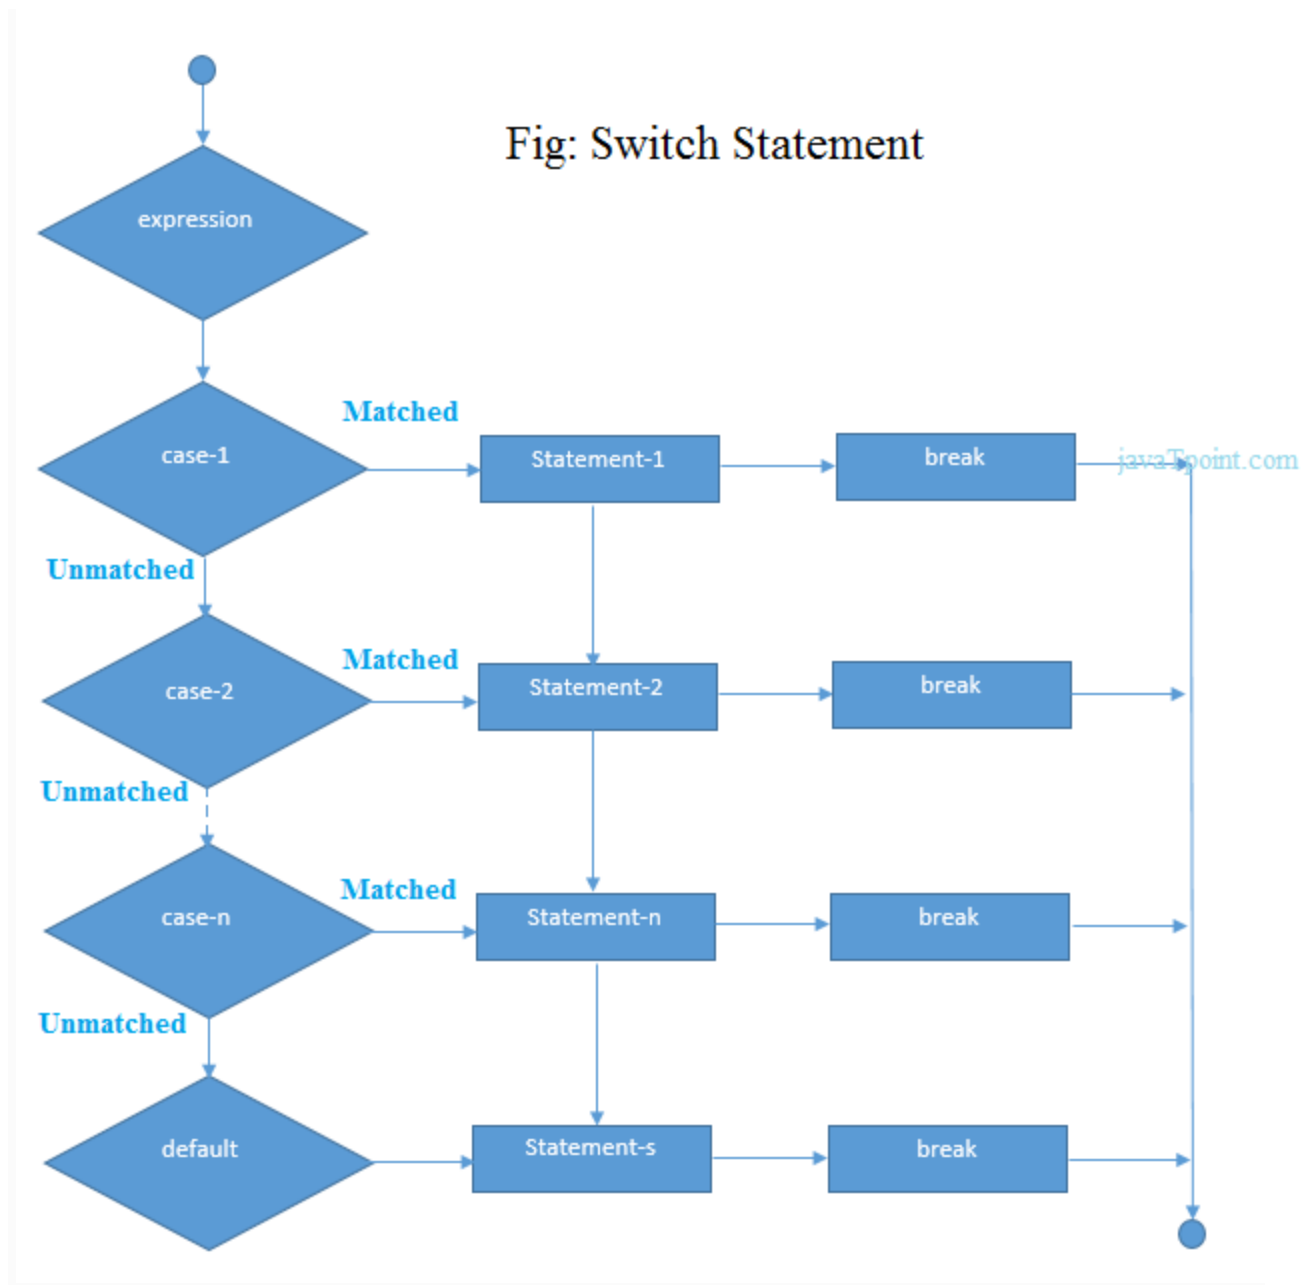 Fig: Switch Statement
expression
case-1
Matched
Statement-1
break
javaTpoint.com
Unmatched
case-2
Matched
Statement-2
break
Unmatched
case-n
Matched
Statement-n
break
Unmatched
default
Statement-s
break